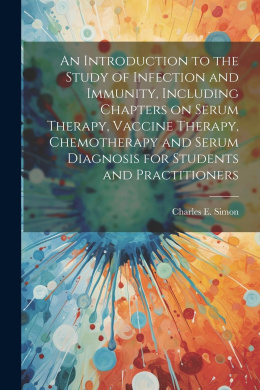 An Introduction to the
Study of Infection and
Immunity, Including
Chapters on Serum
Therapy, Vaccine Therapy,
Chemotherapy and Serum
Diagnosis for Students
and Practitioners
Charles E. Simon